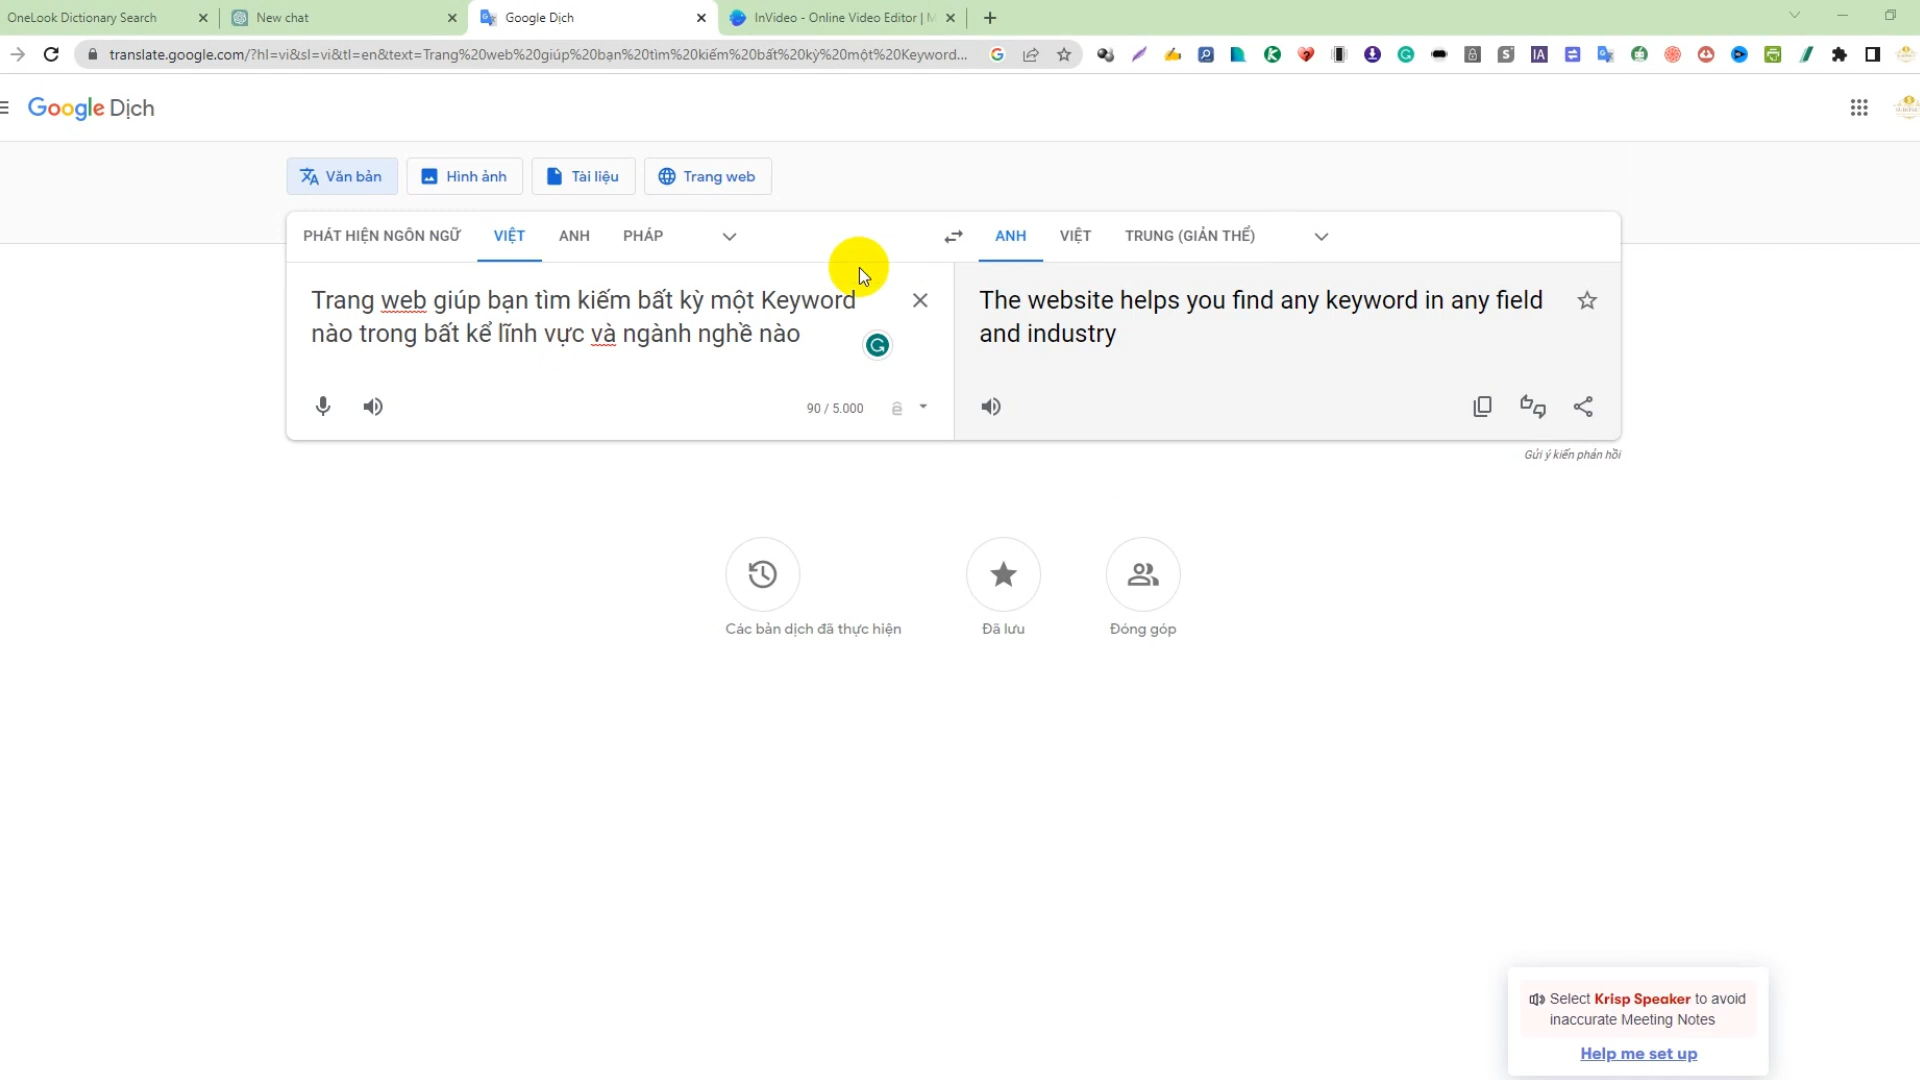 OneLook Dictionary Search
New chat
Google Dịch
InVideo - Online Video Editor | M
translate.google.com/?hl=vi&sl=vi&tl=en&text=Trang%20web%20giúp%20bạn%20tìm%20kiếm%20bất%20kỳ%20một%20Keyword...
Google Dịch
Văn bản
Hình ảnh
Tài liệu
Trang web
PHÁT HIỆN NGÔN NGỮ
VIỆT
ANH
PHÁP
ANH
VIỆT
TRUNG (GIẢN THỂ)
Trang web giúp bạn tìm kiếm bất kỳ một Keyword
nào trong bất kể lĩnh vực và ngành nghề nào
The website helps you find any keyword in any field
and industry
90 / 5.000
Gửi ý kiến phản hồi
Các bản dịch đã thực hiện
Đã lưu
Đóng góp
Select Krisp Speaker to avoid
inaccurate Meeting Notes
Help me set up